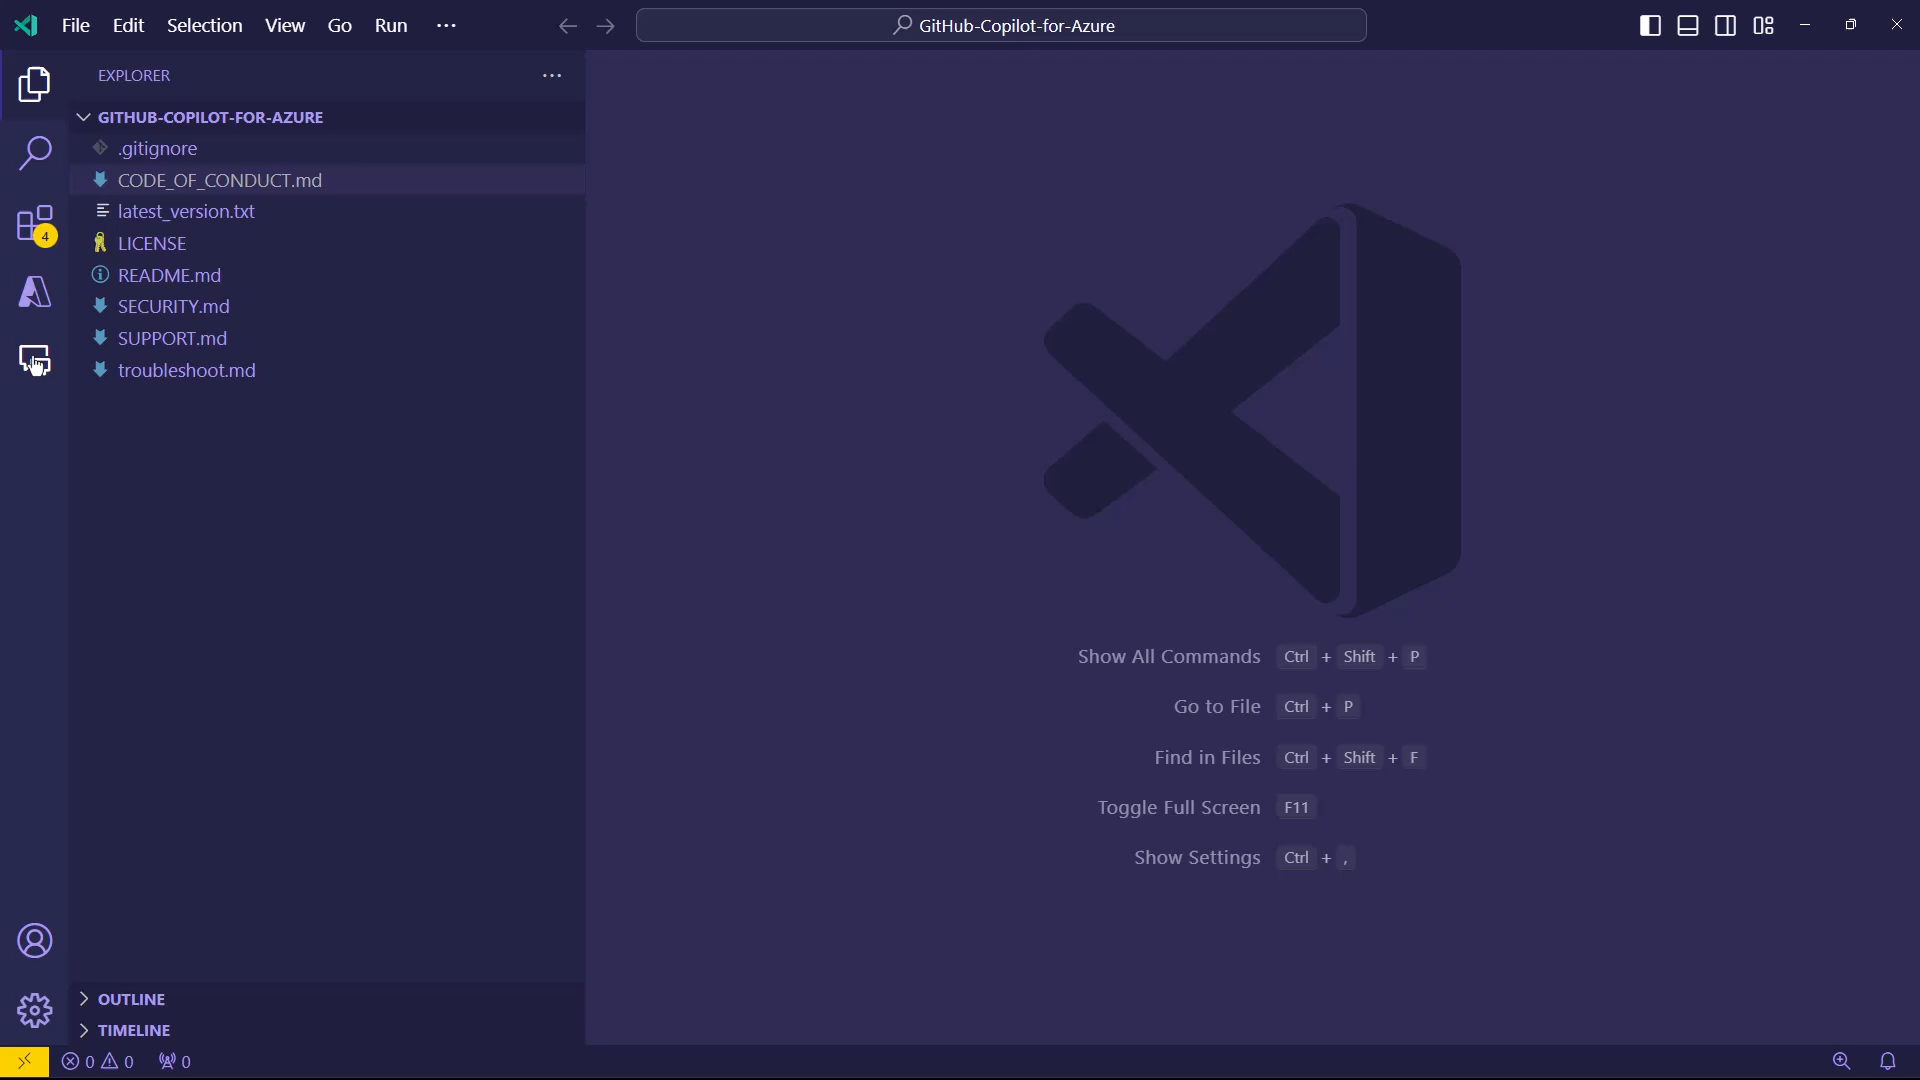 File Edit Selection View Go Run ···
GitHub-Copilot-for-Azure
EXPLORER
GITHUB-COPILOT-FOR-AZURE
.gitignore
CODE_OF_CONDUCT.md
latest_version.txt
4
LICENSE
README.md
SECURITY.md
SUPPORT.md
troubleshoot.md
Show All Commands Ctrl + Shift + P
Go to File Ctrl + P
Find in Files Ctrl + Shift + F
Toggle Full Screen F11
Show Settings Ctrl + ,
OUTLINE
TIMELINE
0 0 0